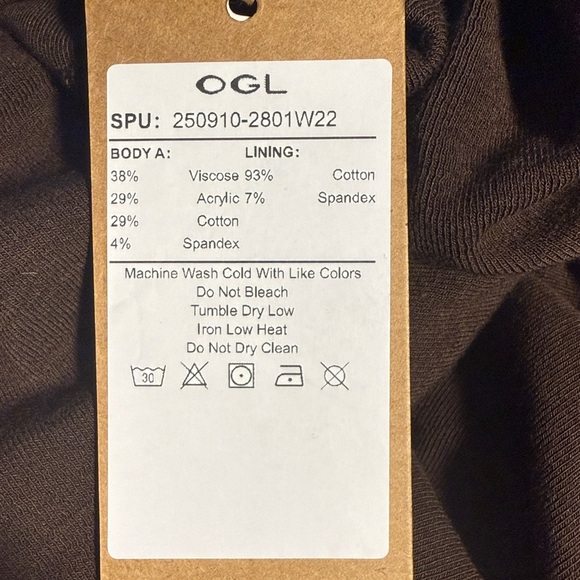 OGL
SPU: 250910-2801W22
BODY A: LINING:
38% Viscose 93% Cotton
29% Acrylic 7% Spandex
29% Cotton
4% Spandex
Machine Wash Cold With Like Colors
Do Not Bleach
Tumble Dry Low
Iron Low Heat
Do Not Dry Clean
30